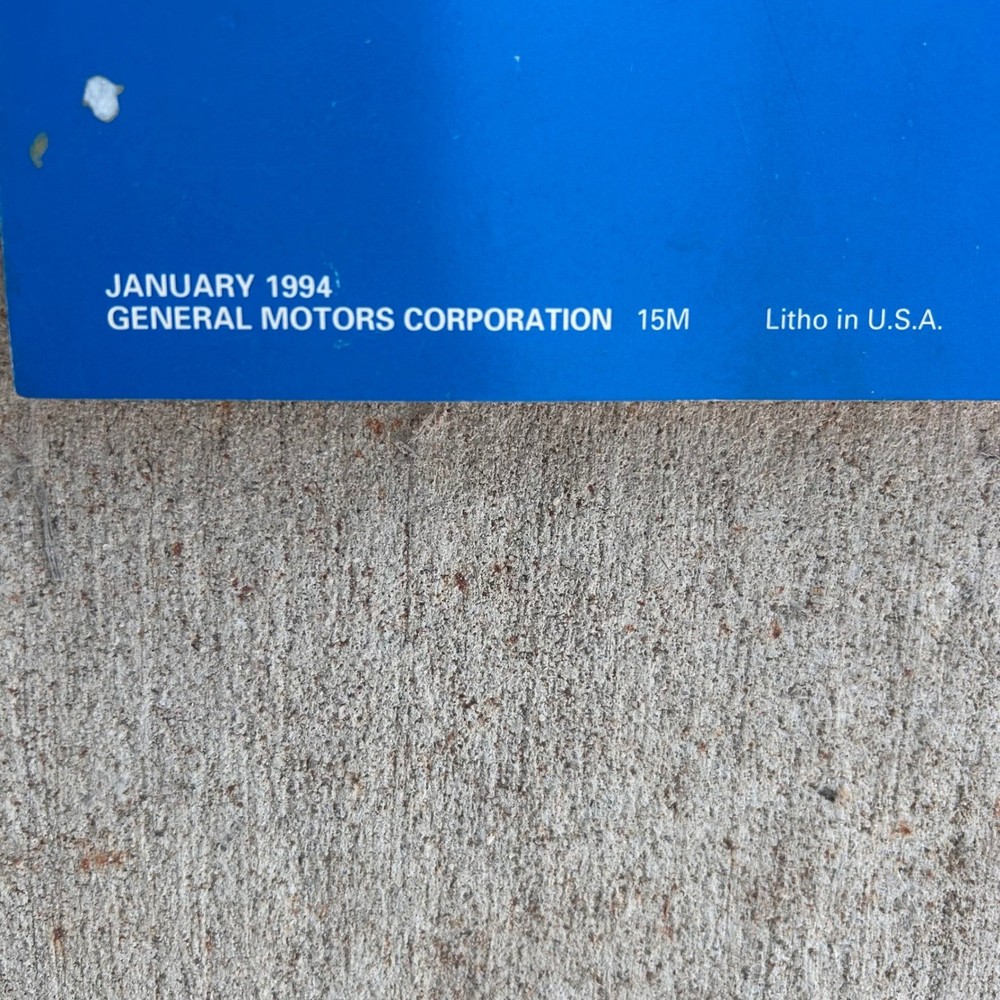 JANUARY 1994
GENERAL MOTORS CORPORATION 15M Litho in U.S.A.